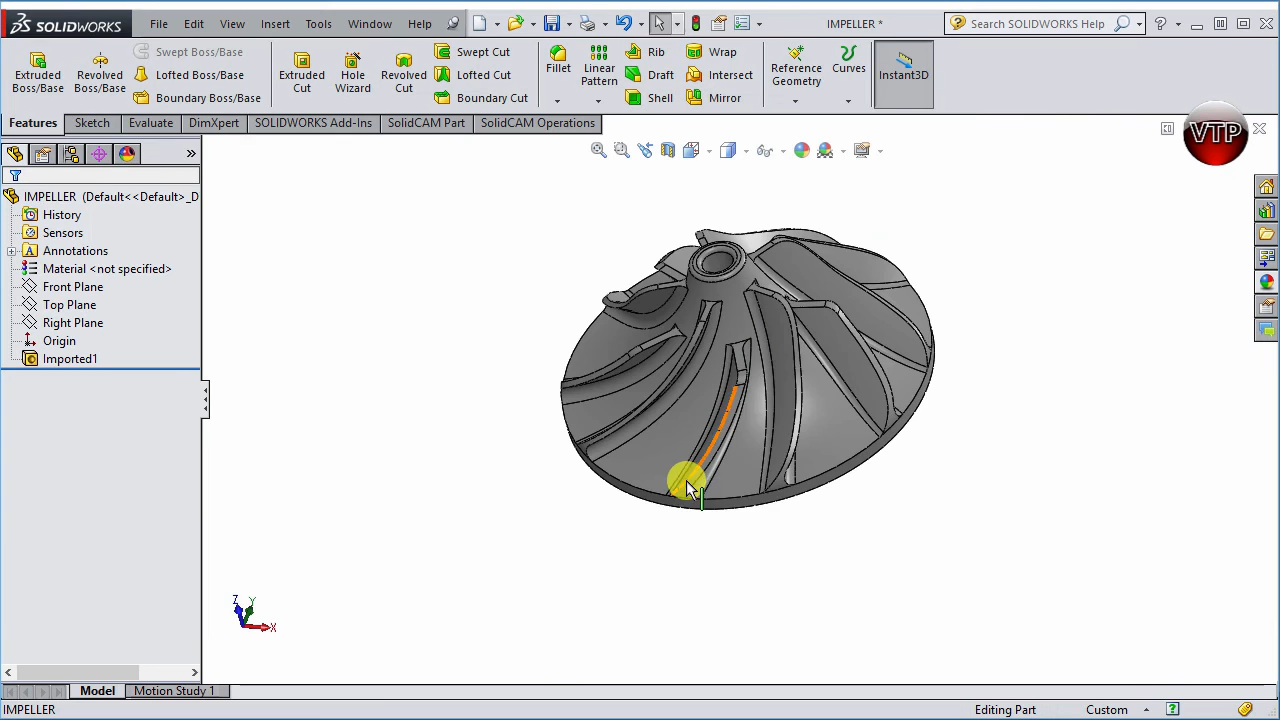 SOLIDWORKS File Edit View Insert Tools Window Help IMPELLER * Search SOLIDWORKS Help
Extruded Boss/Base
Revolved Boss/Base
Swept Boss/Base
Lofted Boss/Base
Boundary Boss/Base
Extruded Cut
Hole Wizard
Revolved Cut
Swept Cut
Lofted Cut
Boundary Cut
Fillet
Linear Pattern
Rib
Draft
Shell
Wrap
Intersect
Mirror
Reference Geometry
Curves
Instant3D
Features Sketch Evaluate DimXpert SOLIDWORKS Add-Ins SolidCAM Part SolidCAM Operations
VTP
IMPELLER (Default<<Default>_D
History
Sensors
A Annotations
Material <not specified>
Front Plane
Top Plane
Right Plane
Origin
Imported1
Z Y X
Model Motion Study 1
IMPELLER Editing Part Custom